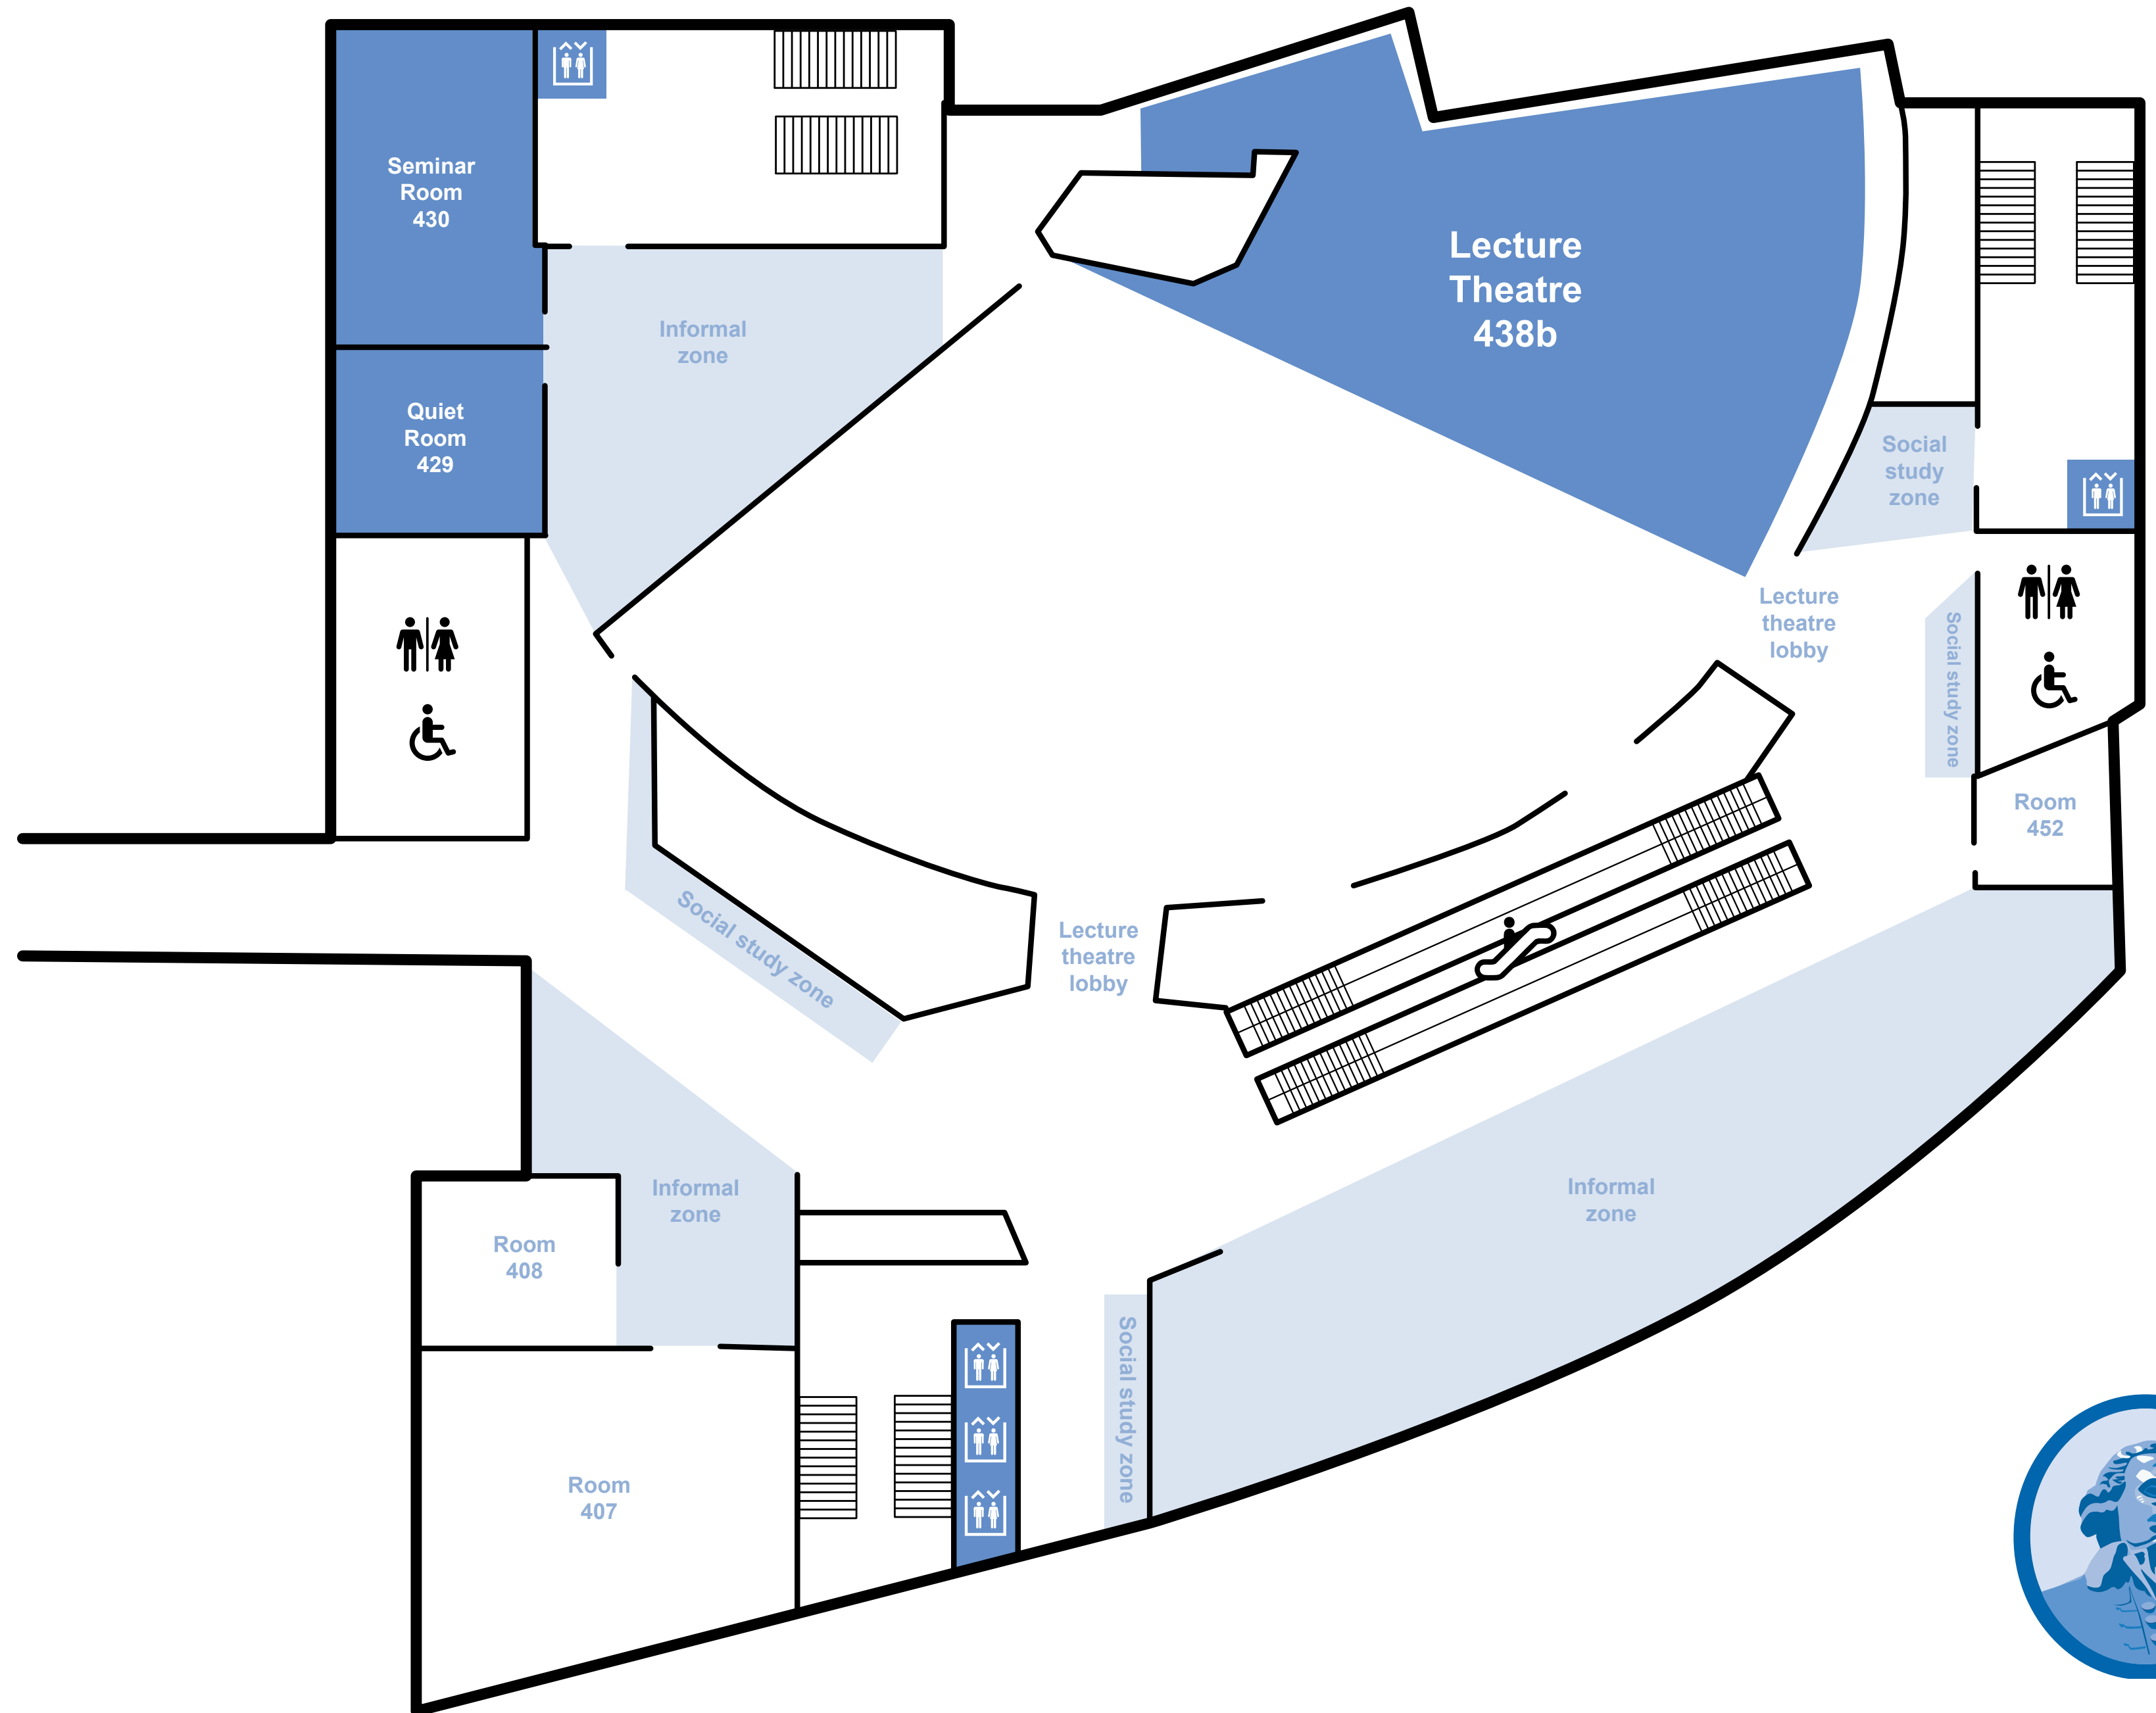 Seminar
Room
430
Informal
zone
Quiet
Room
429
Lecture
Theatre
438b
Social
study
zone
Lecture
theatre
lobby
Social study zone
Room
452
Social study zone
Lecture
theatre
lobby
Informal
zone
Room
408
Informal
zone
Social study zone
Room
407